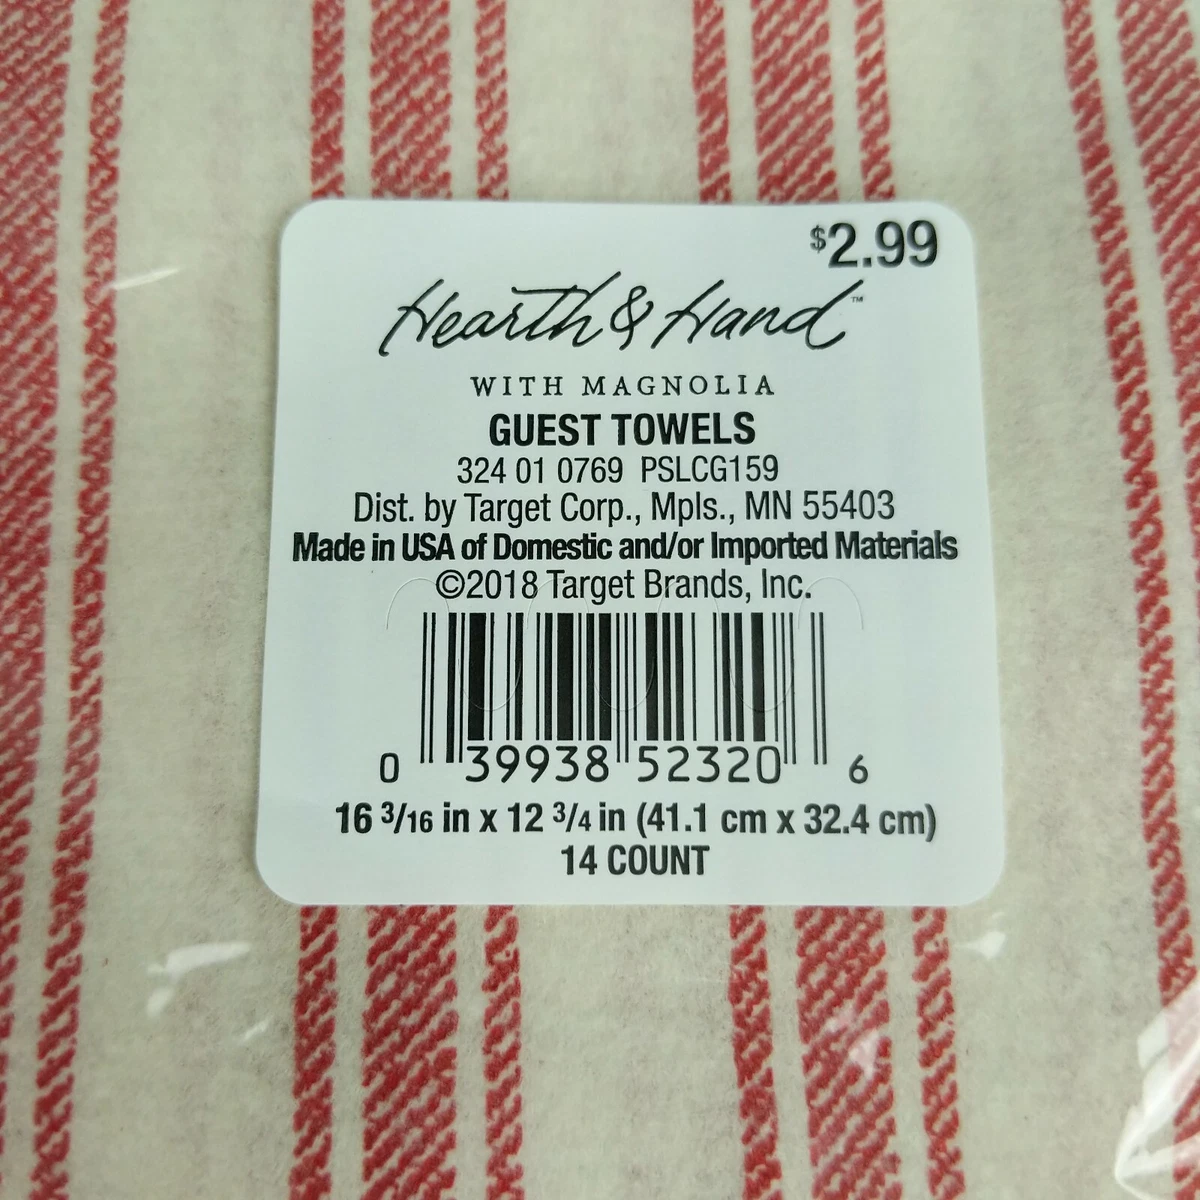 $2.99
Hearth & Hand™
WITH MAGNOLIA
GUEST TOWELS
324 01 0769 PSLCG159
Dist. by Target Corp., Mpls., MN 55403
Made in USA of Domestic and/or Imported Materials
©2018 Target Brands, Inc.
0 39938 52320 6
16 3/16 in x 12 3/4 in (41.1 cm x 32.4 cm)
14 COUNT